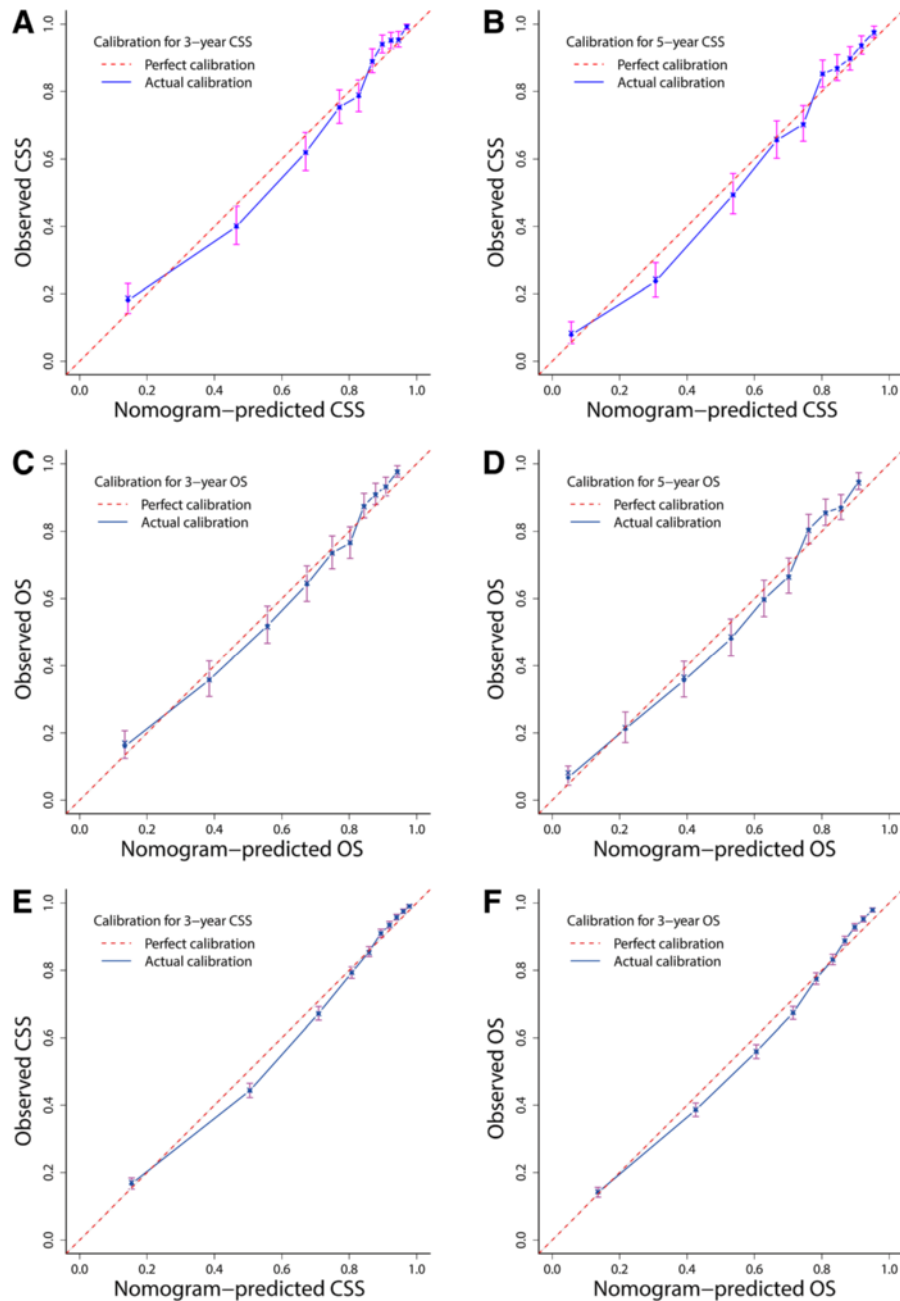 A
Calibration for 3−year CSS
Perfect calibration
Actual calibration
Observed CSS
0.0 0.2 0.4 0.6 0.8 1.0
0.0 0.2 0.4 0.6 0.8 1.0
Nomogram−predicted CSS
B
Calibration for 5−year CSS
Perfect calibration
Actual calibration
Observed CSS
0.0 0.2 0.4 0.6 0.8 1.0
0.0 0.2 0.4 0.6 0.8 1.0
Nomogram−predicted CSS
C
Calibration for 3−year OS
Perfect calibration
Actual calibration
Observed OS
0.0 0.2 0.4 0.6 0.8 1.0
0.0 0.2 0.4 0.6 0.8 1.0
Nomogram−predicted OS
D
Calibration for 5−year OS
Perfect calibration
Actual calibration
Observed OS
0.0 0.2 0.4 0.6 0.8 1.0
0.0 0.2 0.4 0.6 0.8 1.0
Nomogram−predicted OS
E
Calibration for 3−year CSS
Perfect calibration
Actual calibration
Observed CSS
0.0 0.2 0.4 0.6 0.8 1.0
0.0 0.2 0.4 0.6 0.8 1.0
Nomogram−predicted CSS
F
Calibration for 3−year OS
Perfect calibration
Actual calibration
Observed OS
0.0 0.2 0.4 0.6 0.8 1.0
0.0 0.2 0.4 0.6 0.8 1.0
Nomogram−predicted OS